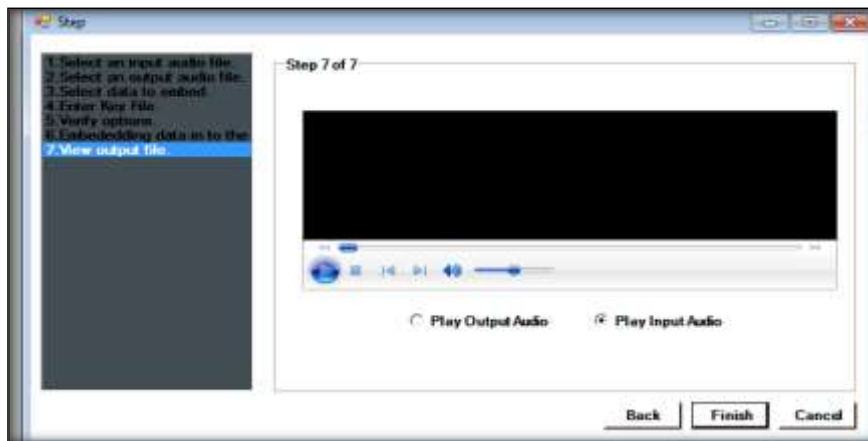 Step
1.Select an input audio file.
2.Select an output audio file.
3.Select data to embed
4.Enter Key File
5.Verify options.
6.Embededding data in to the
7.View output file.
Step 7 of 7
Play Output Audio
Play Input Audio
Back
Finish
Cancel